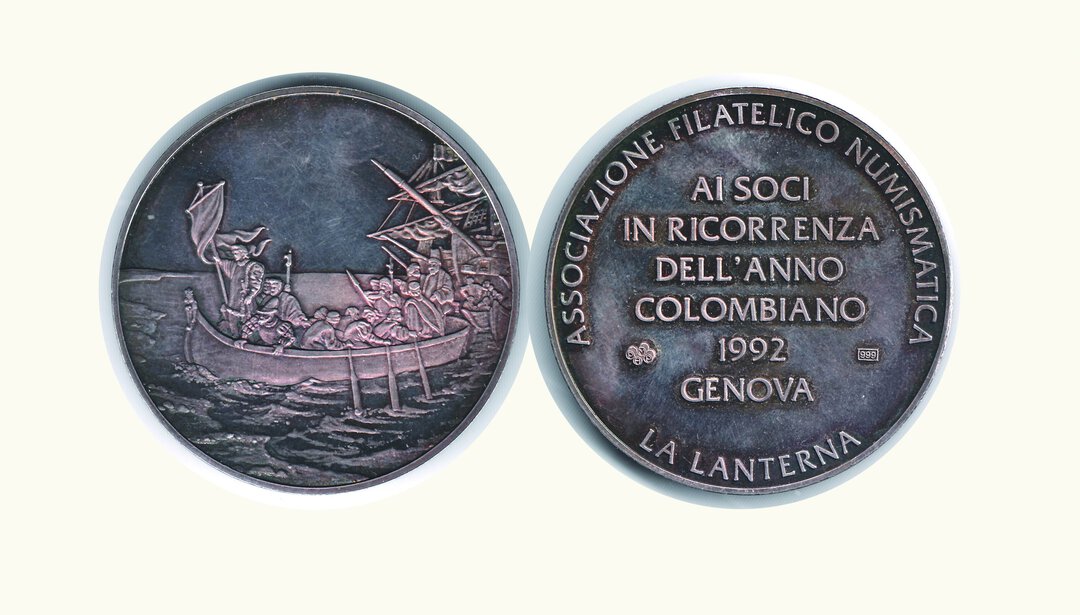 ASSOCIAZIONE FILATELICO NUMISMATICA
AI SOCI
IN RICORRENZA
DELL'ANNO
COLOMBIANO
1992
999
GENOVA
LA LANTERNA